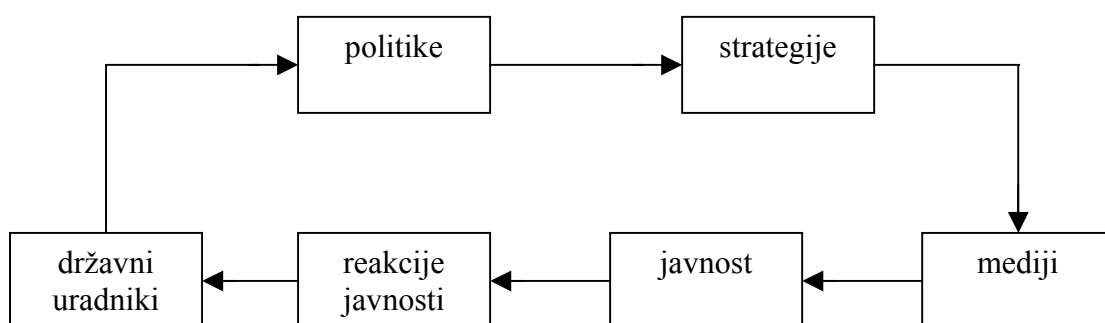 politike
strategije
državni
uradniki
reakcije
javnosti
javnost
mediji